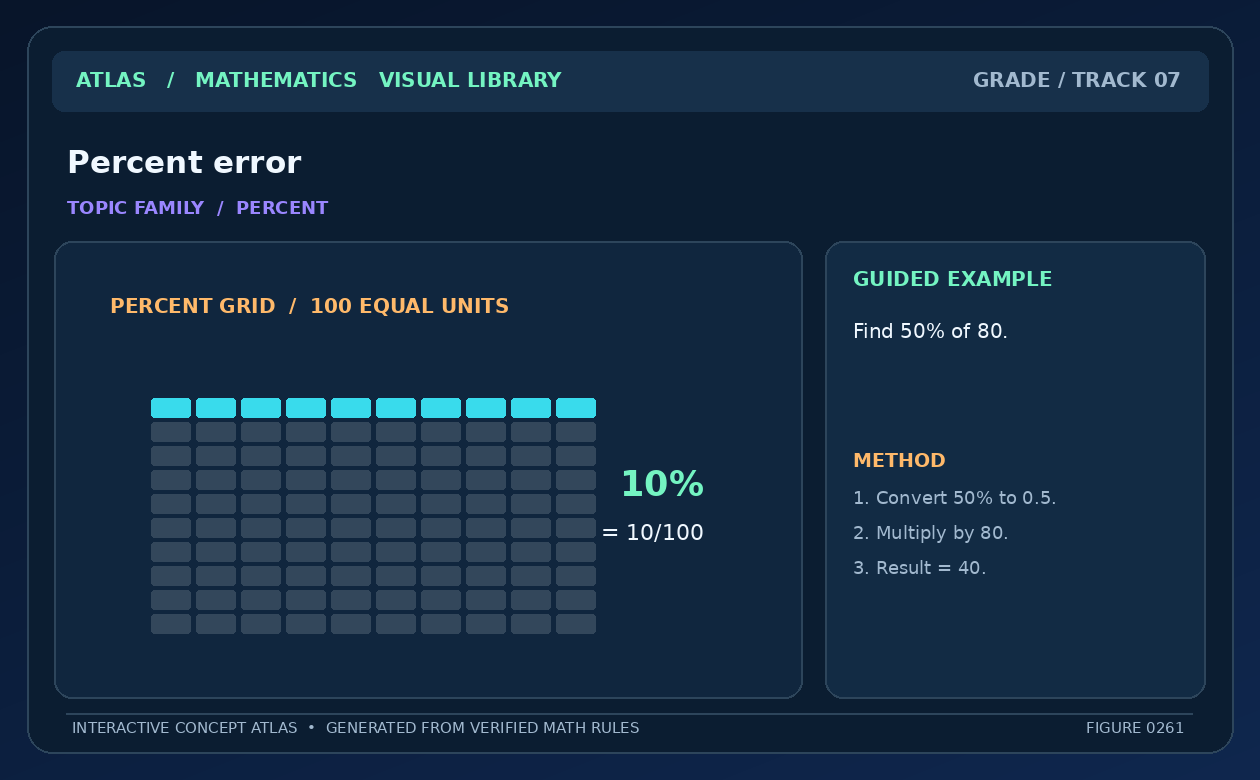 ATLAS / MATHEMATICS VISUAL LIBRARY
GRADE / TRACK 07
Percent error
TOPIC FAMILY / PERCENT
PERCENT GRID / 100 EQUAL UNITS
10%
= 10/100
GUIDED EXAMPLE
Find 50% of 80.
METHOD
1. Convert 50% to 0.5.
2. Multiply by 80.
3. Result = 40.
INTERACTIVE CONCEPT ATLAS • GENERATED FROM VERIFIED MATH RULES
FIGURE 0261